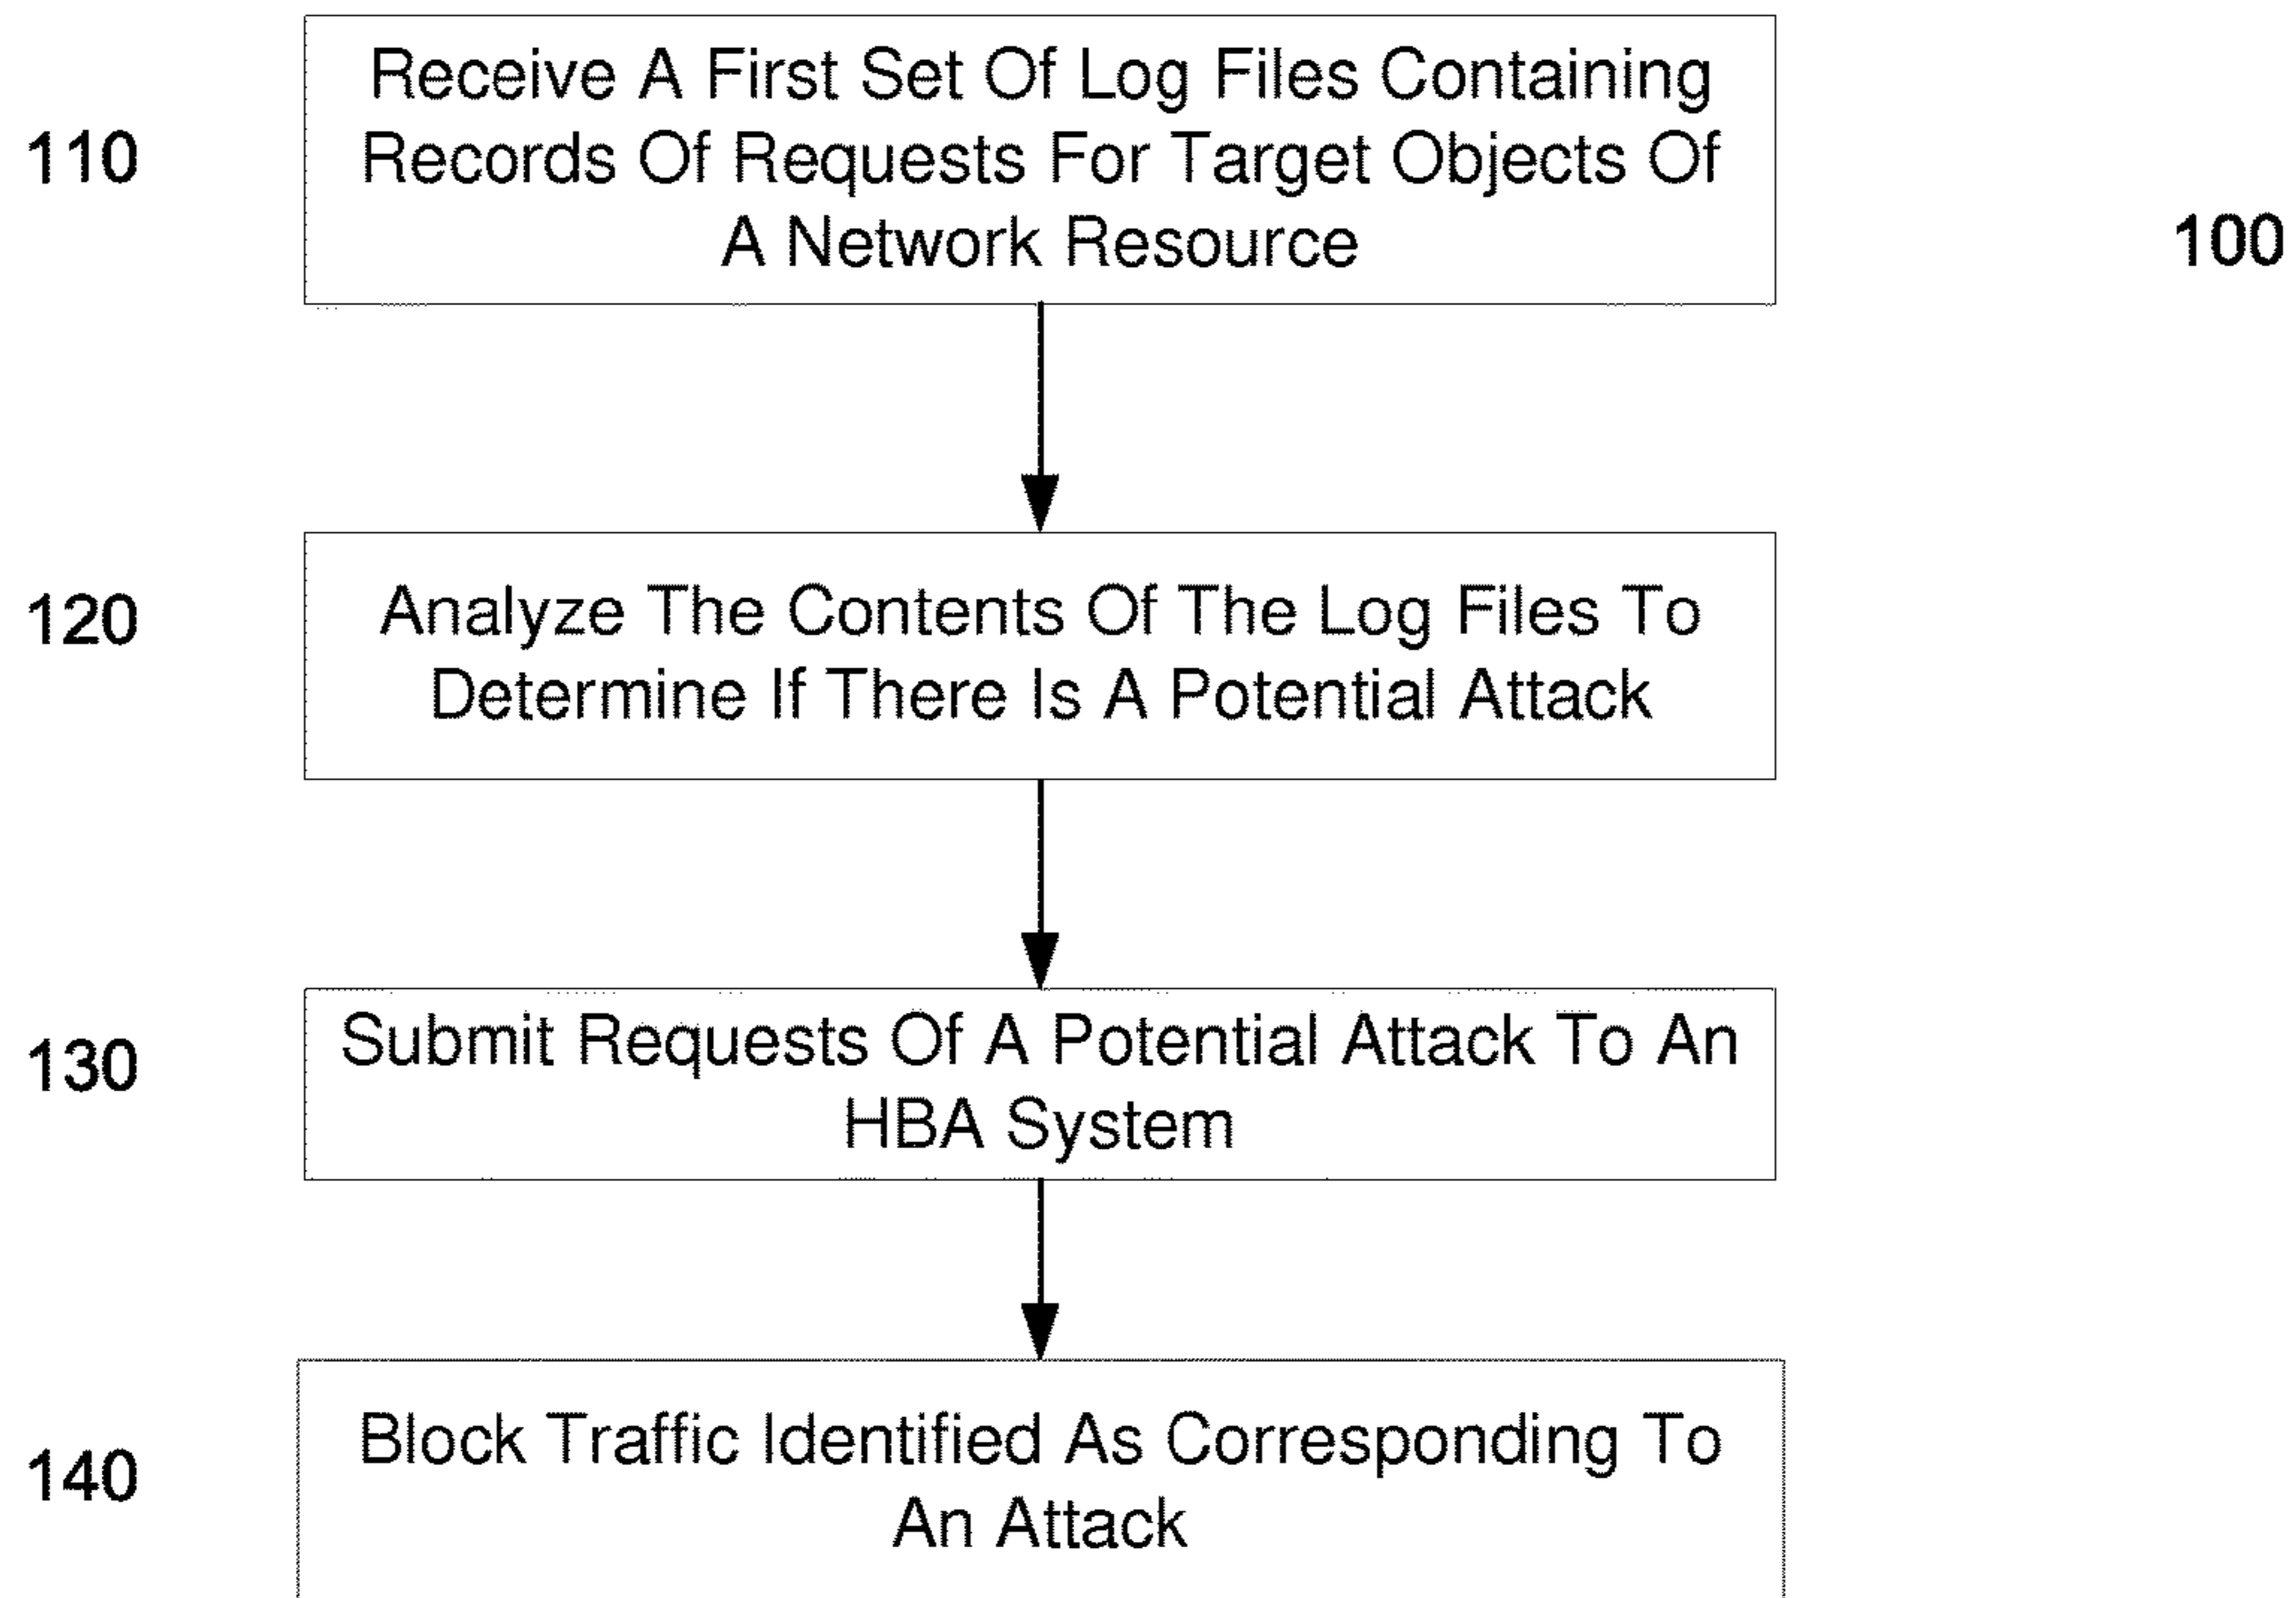 Receive A First Set Of Log Files Containing
110
Records Of Requests For Target Objects Of
A Network Resource
100
120
Analyze The Contents Of The Log Files To
Determine If There Is A Potential Attack
130
Submit Requests Of A Potential Attack To An
HBA System
140
Block Traffic Identified As Corresponding To
An Attack